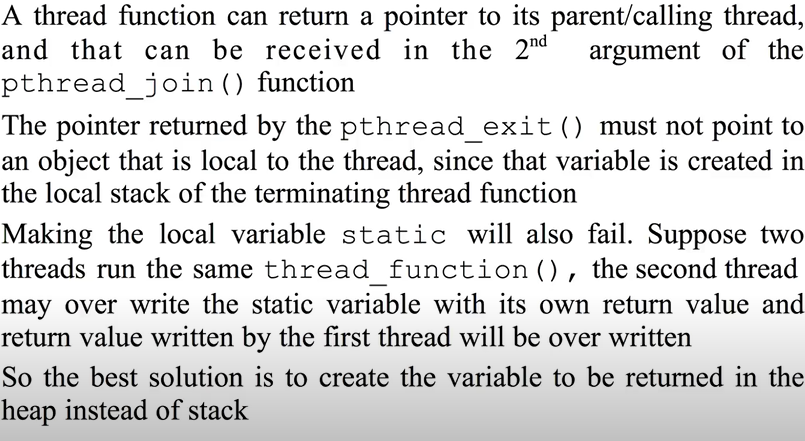 A thread function can return a pointer to its parent/calling thread,
and that can be received in the 2nd argument of the
pthread_join() function
The pointer returned by the pthread_exit() must not point to
an object that is local to the thread, since that variable is created in
the local stack of the terminating thread function
Making the local variable static will also fail. Suppose two
threads run the same thread_function(), the second thread
may over write the static variable with its own return value and
return value written by the first thread will be over written
So the best solution is to create the variable to be returned in the
heap instead of stack